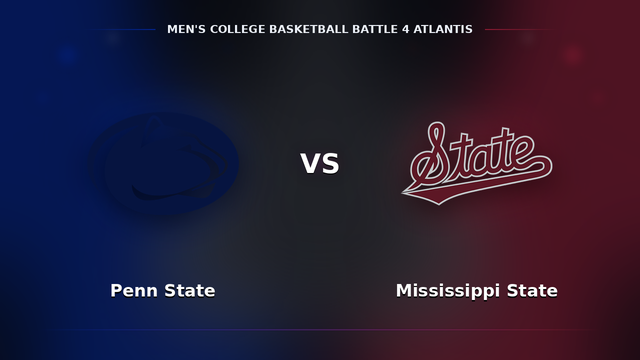 MEN'S COLLEGE BASKETBALL BATTLE 4 ATLANTIS
VS
State
Penn State
Mississippi State